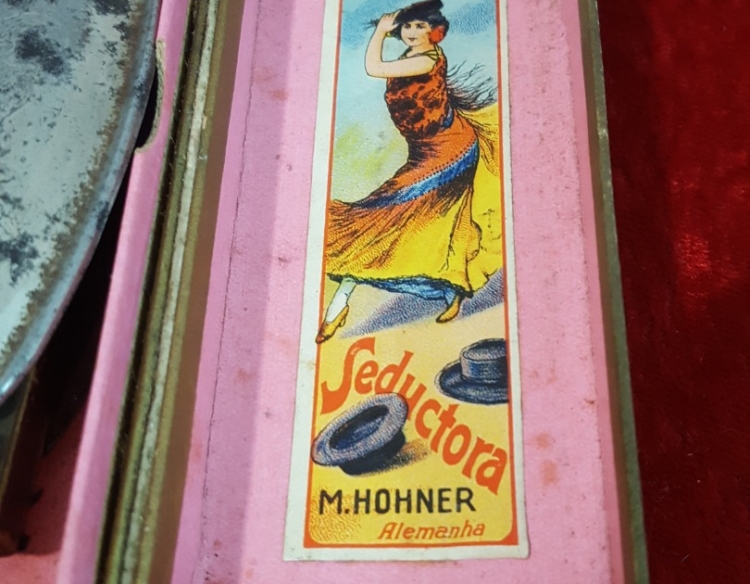 Seductora
M. HOHNER
Alemanha